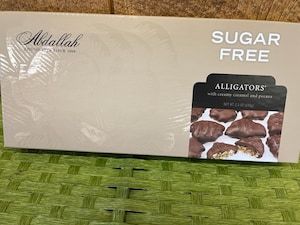 Abdallah
SUGAR
FREE
ALLIGATORS®
with creamy caramel and pecans